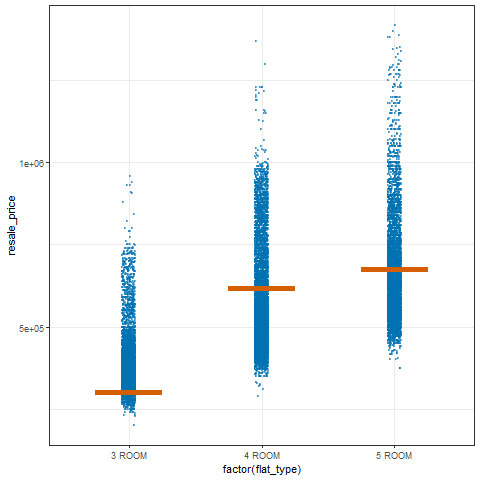 1e+06
5e+05
resale_price
3 ROOM
4 ROOM
5 ROOM
factor(flat_type)